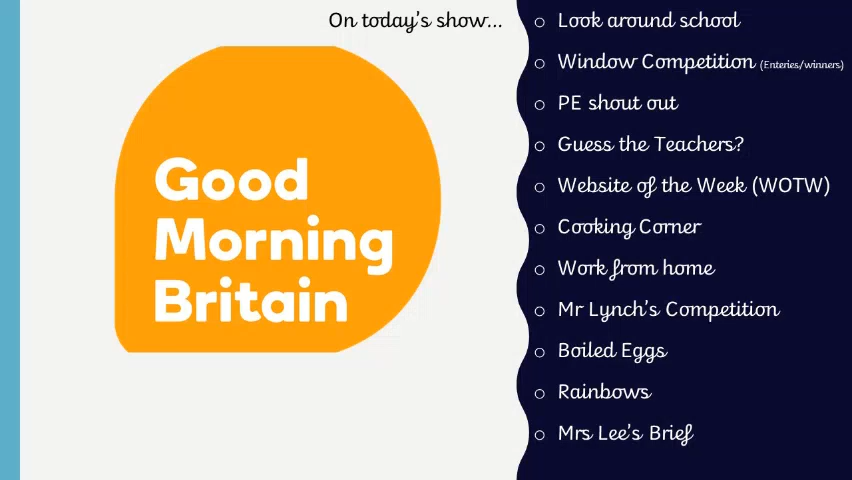 On today's show...
Good
Morning
Britain
Look around school
Window Competition (Enteries/winners)
PE shout out
Guess the Teachers?
Website of the Week (WOTW)
Cooking Corner
Work from home
Mr Lynch's Competition
Boiled Eggs
Rainbows
Mrs Lee's Brief